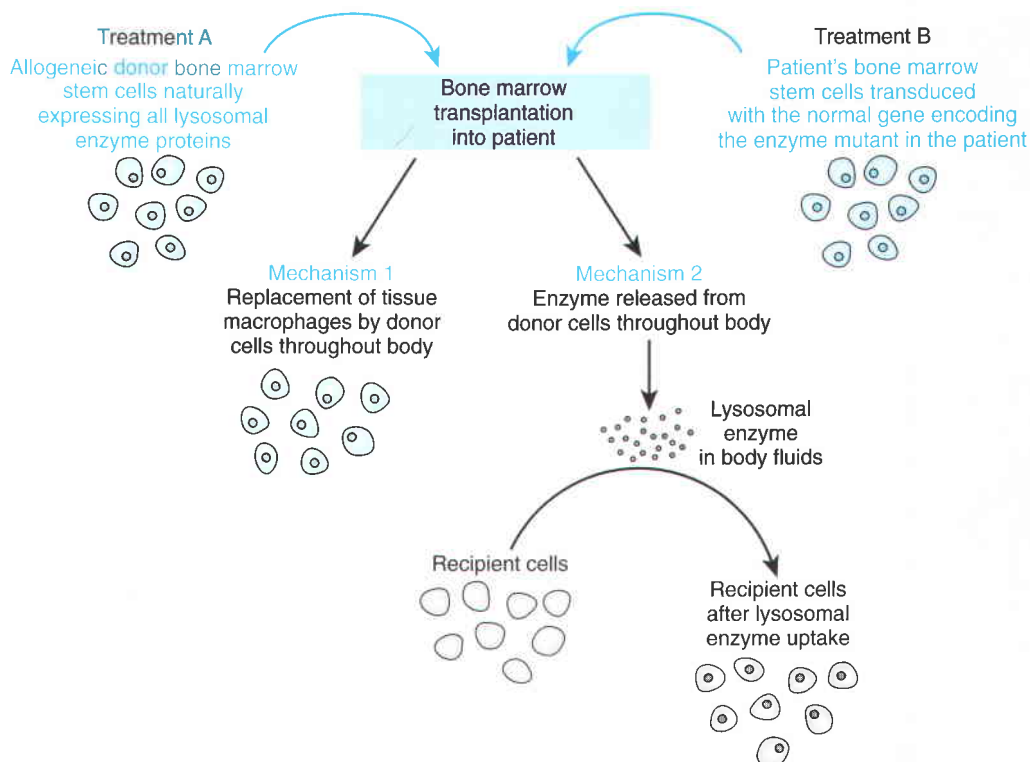 Treatment A
Allogeneic donor bone marrow
stem cells naturally
expressing all lysosomal
enzyme proteins
Bone marrow
transplantation
into patient
Treatment B
Patient's bone marrow
stem cells transduced
with the normal gene encoding
the enzyme mutant in the patient
Mechanism 1
Replacement of tissue
macrophages by donor
cells throughout body
Mechanism 2
Enzyme released from
donor cells throughout body
Lysosomal
enzyme
in body fluids
Recipient cells
Recipient cells
after lysosomal
enzyme uptake